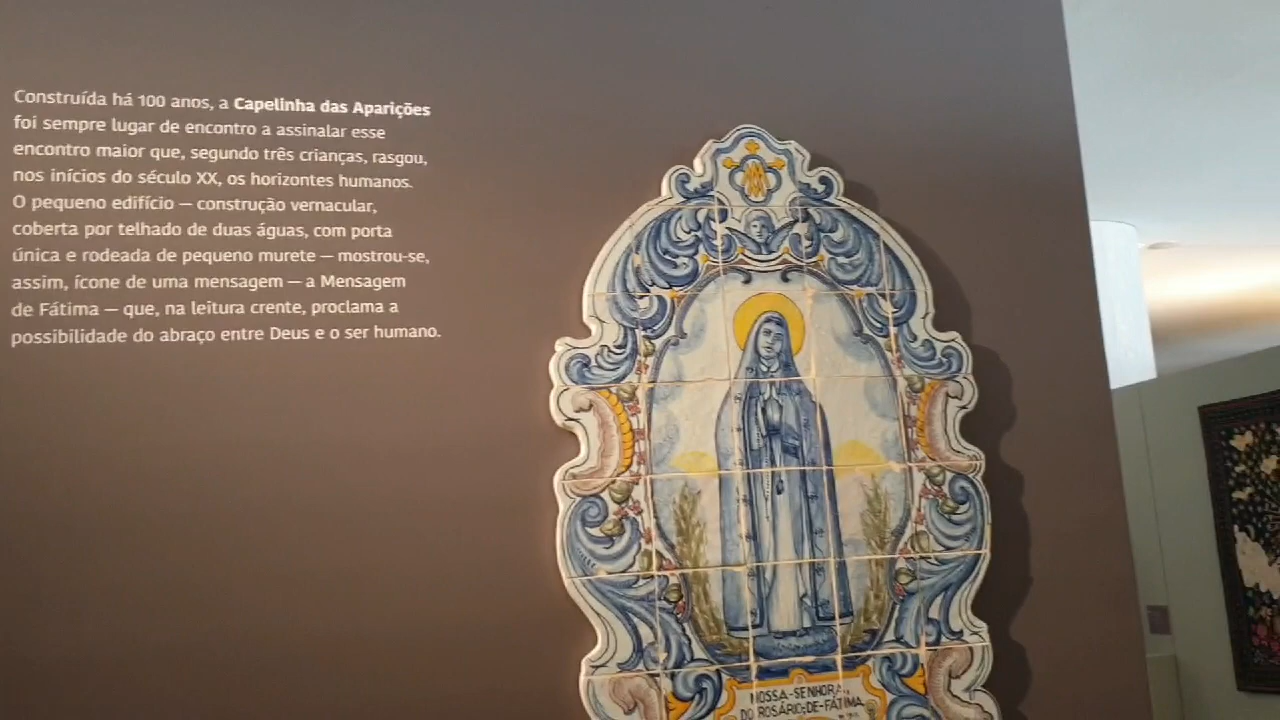 Construída há 100 anos, a Capelinha das Aparições
foi sempre lugar de encontro a assinalar esse
encontro maior que, segundo três crianças, rasgou,
nos inícios do século XX, os horizontes humanos.
O pequeno edifício — construção vernacular,
coberta por telhado de duas águas, com porta
única e rodeada de pequeno murete — mostrou-se,
assim, ícone de uma mensagem — a Mensagem
de Fátima — que, na leitura crente, proclama a
possibilidade do abraço entre Deus e o ser humano.
NOSSA-SENHORA
DO ROSÁRIO-DE-FÁTIMA